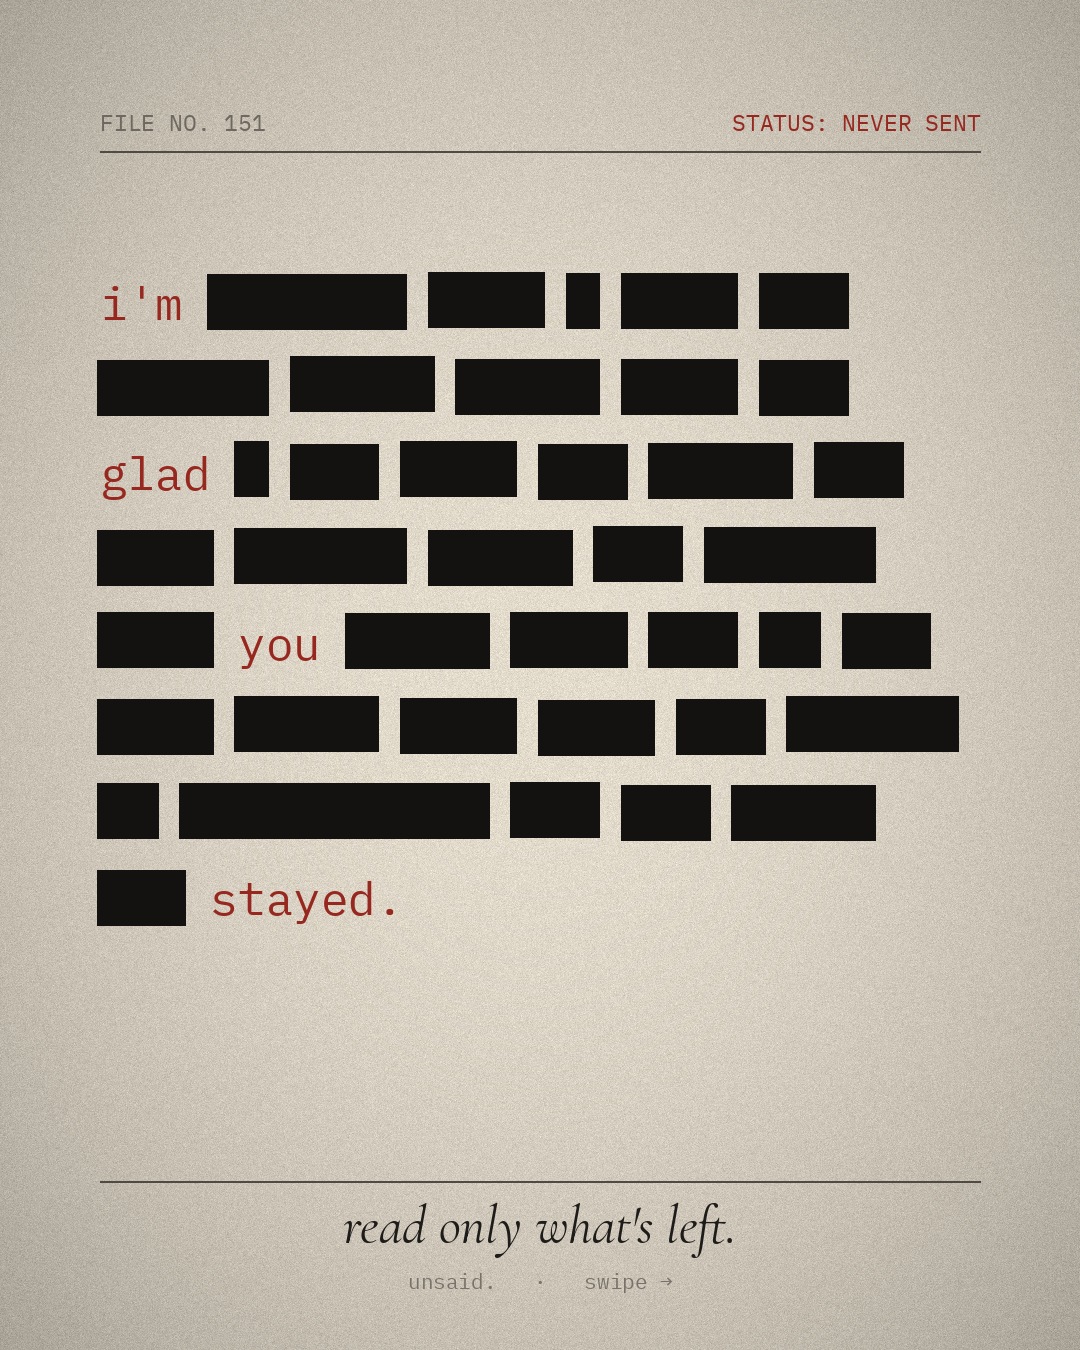 FILE NO. 151
STATUS: NEVER SENT
i'm
glad
you
stayed.
read only what's left.
unsaid. · swipe →